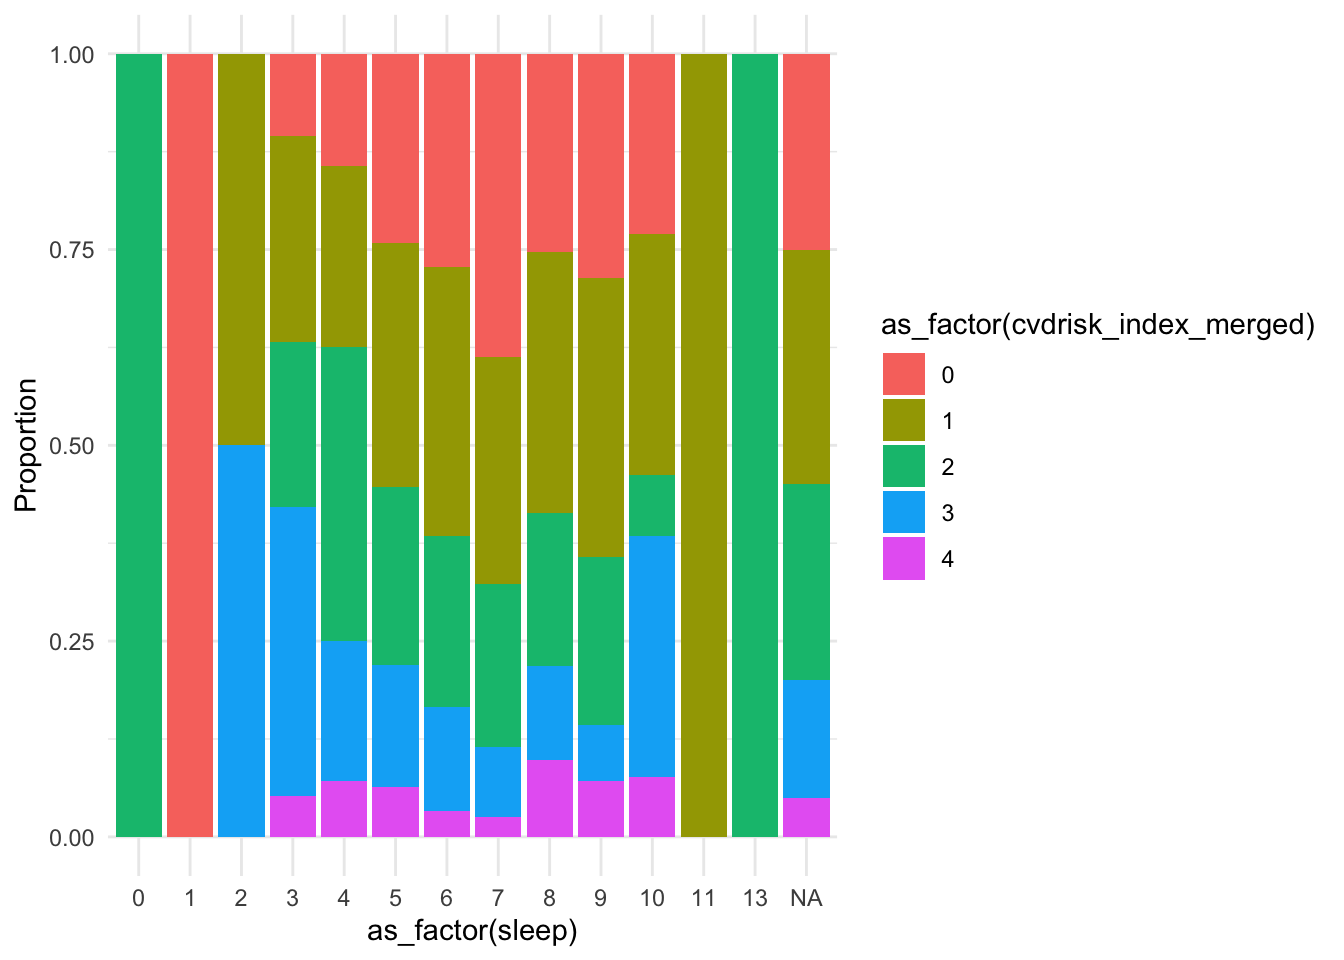 1.00
0.75
0.50
0.25
0.00
Proportion
0 1 2 3 4 5 6 7 8 9 10 11 13 NA
as_factor(sleep)
as_factor(cvdrisk_index_merged)
0
1
2
3
4